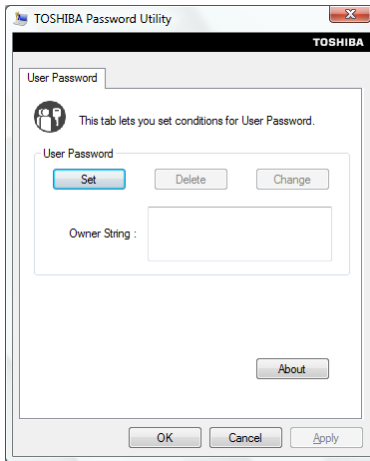 TOSHIBA Password Utility
TOSHIBA
User Password
This tab lets you set conditions for User Password.
User Password
Set Delete Change
Owner String :
About
OK Cancel Apply